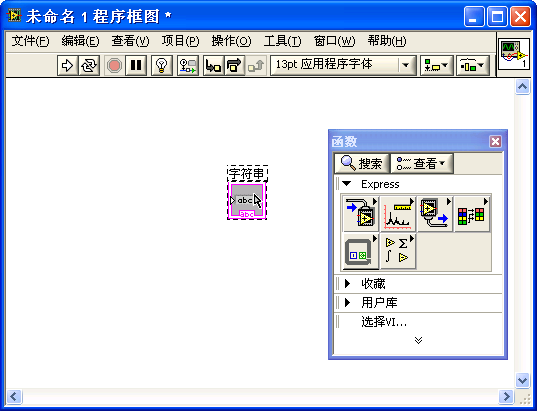 未命名 1 程序框图 *
文件(F) 编辑(E) 查看(V) 项目(P) 操作(O) 工具(T) 窗口(W) 帮助(H)
13pt 应用程序字体
1
函数
搜索 查看
Express
字符串
abc
abc
收藏
用户库
选择VI...